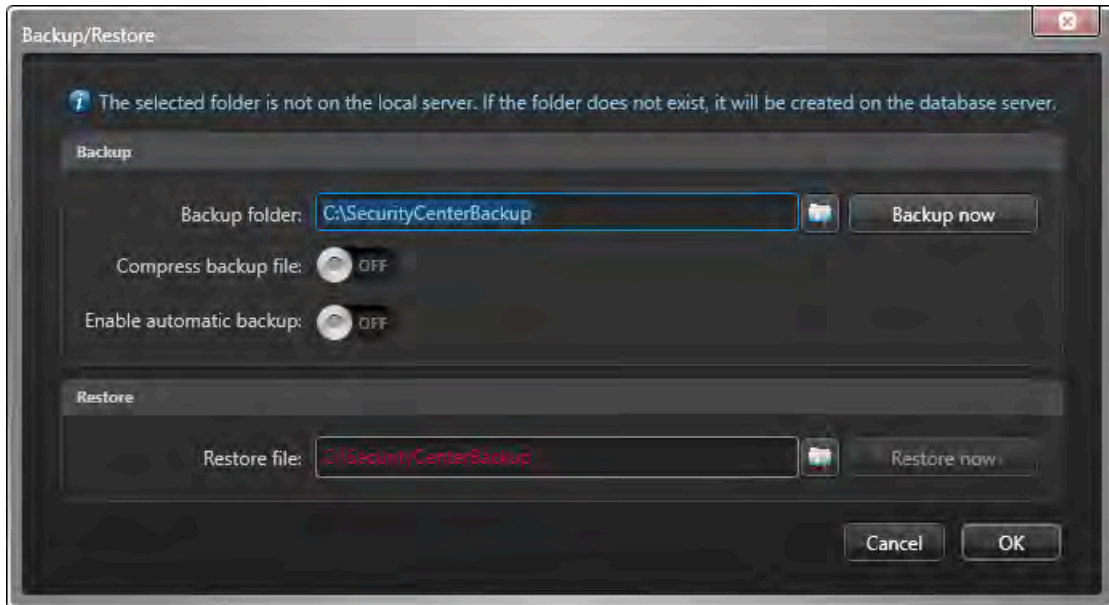 Backup/Restore
The selected folder is not on the local server. If the folder does not exist, it will be created on the database server.
Backup
Backup folder: C:\SecurityCenterBackup Backup now
Compress backup file: OFF
Enable automatic backup: OFF
Restore
Restore file: C:\SecurityCenterBackup Restore now
Cancel OK